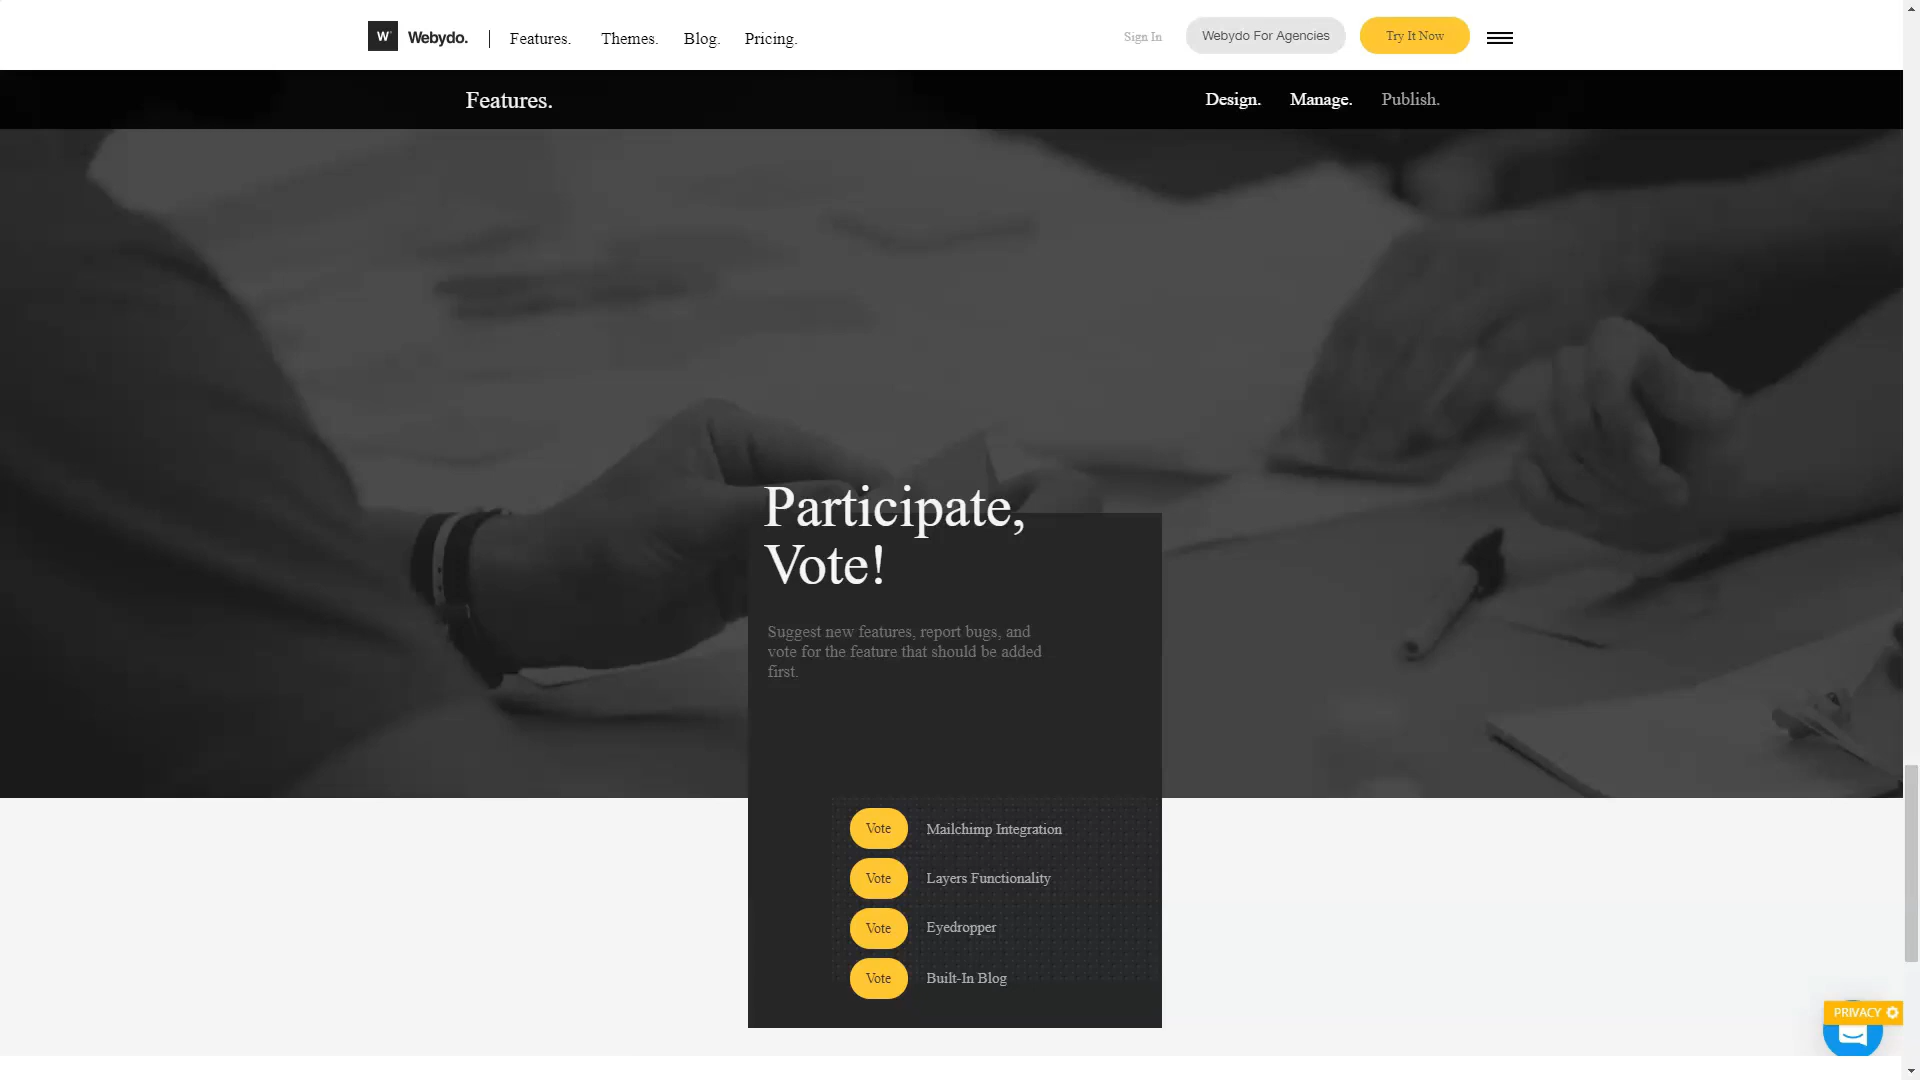 W Webydo.
Features.
Themes.
Blog.
Pricing.
Sign In
Webydo For Agencies
Try It Now
Features.
Design.
Manage.
Publish.
Participate,
Vote!
Suggest new features, report bugs, and
vote for the feature that should be added
first.
Vote Mailchimp Integration
Vote Layers Functionality
Vote Eyedropper
Vote Built-In Blog
PRIVACY